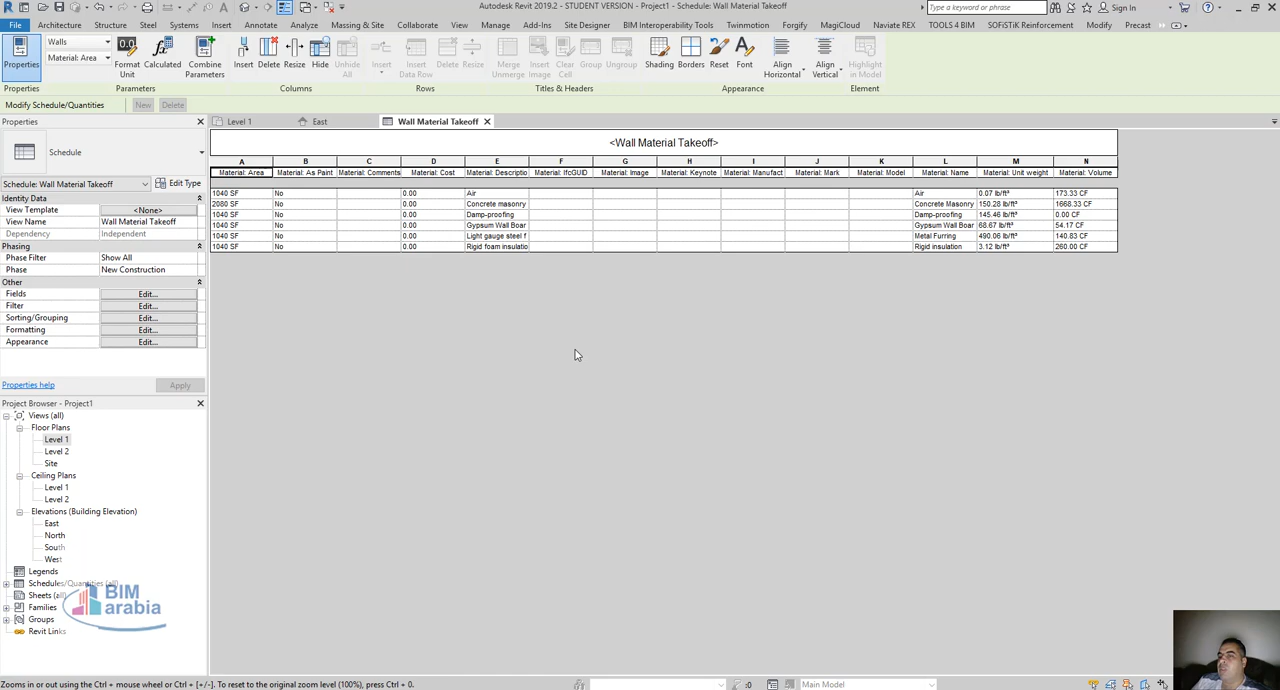 Autodesk Revit 2019.2 - STUDENT VERSION - Project1 - Schedule: Wall Material Takeoff
Type a keyword or phrase
Sign In
File Architecture Structure Steel Systems Insert Annotate Analyze Massing & Site Collaborate View Manage Add-Ins Site Designer BIM Interoperability Tools Twinmotion Forgify MagiCloud Naviate REX TOOLS 4 BIM SOFiSTiK Reinforcement Modify Precast
Walls
Material: Area
Properties
Format Unit
Calculated
Combine Parameters
Insert Delete Resize Hide Unhide All
Insert Insert Data Row Delete Resize
Merge Unmerge Insert Image Clear Cell Group Ungroup
Shading Borders Reset Font Align Horizontal Align Vertical
Highlight in Model
Properties Parameters Columns Rows Titles & Headers Appearance Element
Modify Schedule/Quantities New Delete
Properties
Schedule
Schedule: Wall Material Takeoff Edit Type
Identity Data
View Template <None>
View Name Wall Material Takeoff
Dependency Independent
Phasing
Phase Filter Show All
Phase New Construction
Other
Fields Edit...
Filter Edit...
Sorting/Grouping Edit...
Formatting Edit...
Appearance Edit...
Properties help Apply
Project Browser - Project1
Views (all)
Floor Plans
Level 1
Level 2
Site
Ceiling Plans
Level 1
Level 2
Elevations (Building Elevation)
East
North
South
West
Legends
Schedules/Quantities (all)
Sheets (all)
Families
Groups
Revit Links
BIM
arabia
Level 1 East Wall Material Takeoff
<Wall Material Takeoff>
A B C D E F G H I J K L M N
Material: Area Material: As Paint Material: Comments Material: Cost Material: Descriptio Material: IfcGUID Material: Image Material: Keynote Material: Manufact Material: Mark Material: Model Material: Name Material: Unit weight Material: Volume
1040 SF No 0.00 Air Air 0.07 lb/ft³ 173.33 CF
2080 SF No 0.00 Concrete masonry Concrete Masonry 150.28 lb/ft³ 1668.33 CF
1040 SF No 0.00 Damp-proofing Damp-proofing 145.46 lb/ft³ 0.00 CF
1040 SF No 0.00 Gypsum Wall Boar Gypsum Wall Boar 68.67 lb/ft³ 54.17 CF
1040 SF No 0.00 Light gauge steel f Metal Furring 490.06 lb/ft³ 140.83 CF
1040 SF No 0.00 Rigid foam insulatio Rigid insulation 3.12 lb/ft³ 260.00 CF
Zooms in or out using the Ctrl + mouse wheel or Ctrl + [+/-]. To reset to the original zoom level (100%), press Ctrl + 0.
:0
Main Model